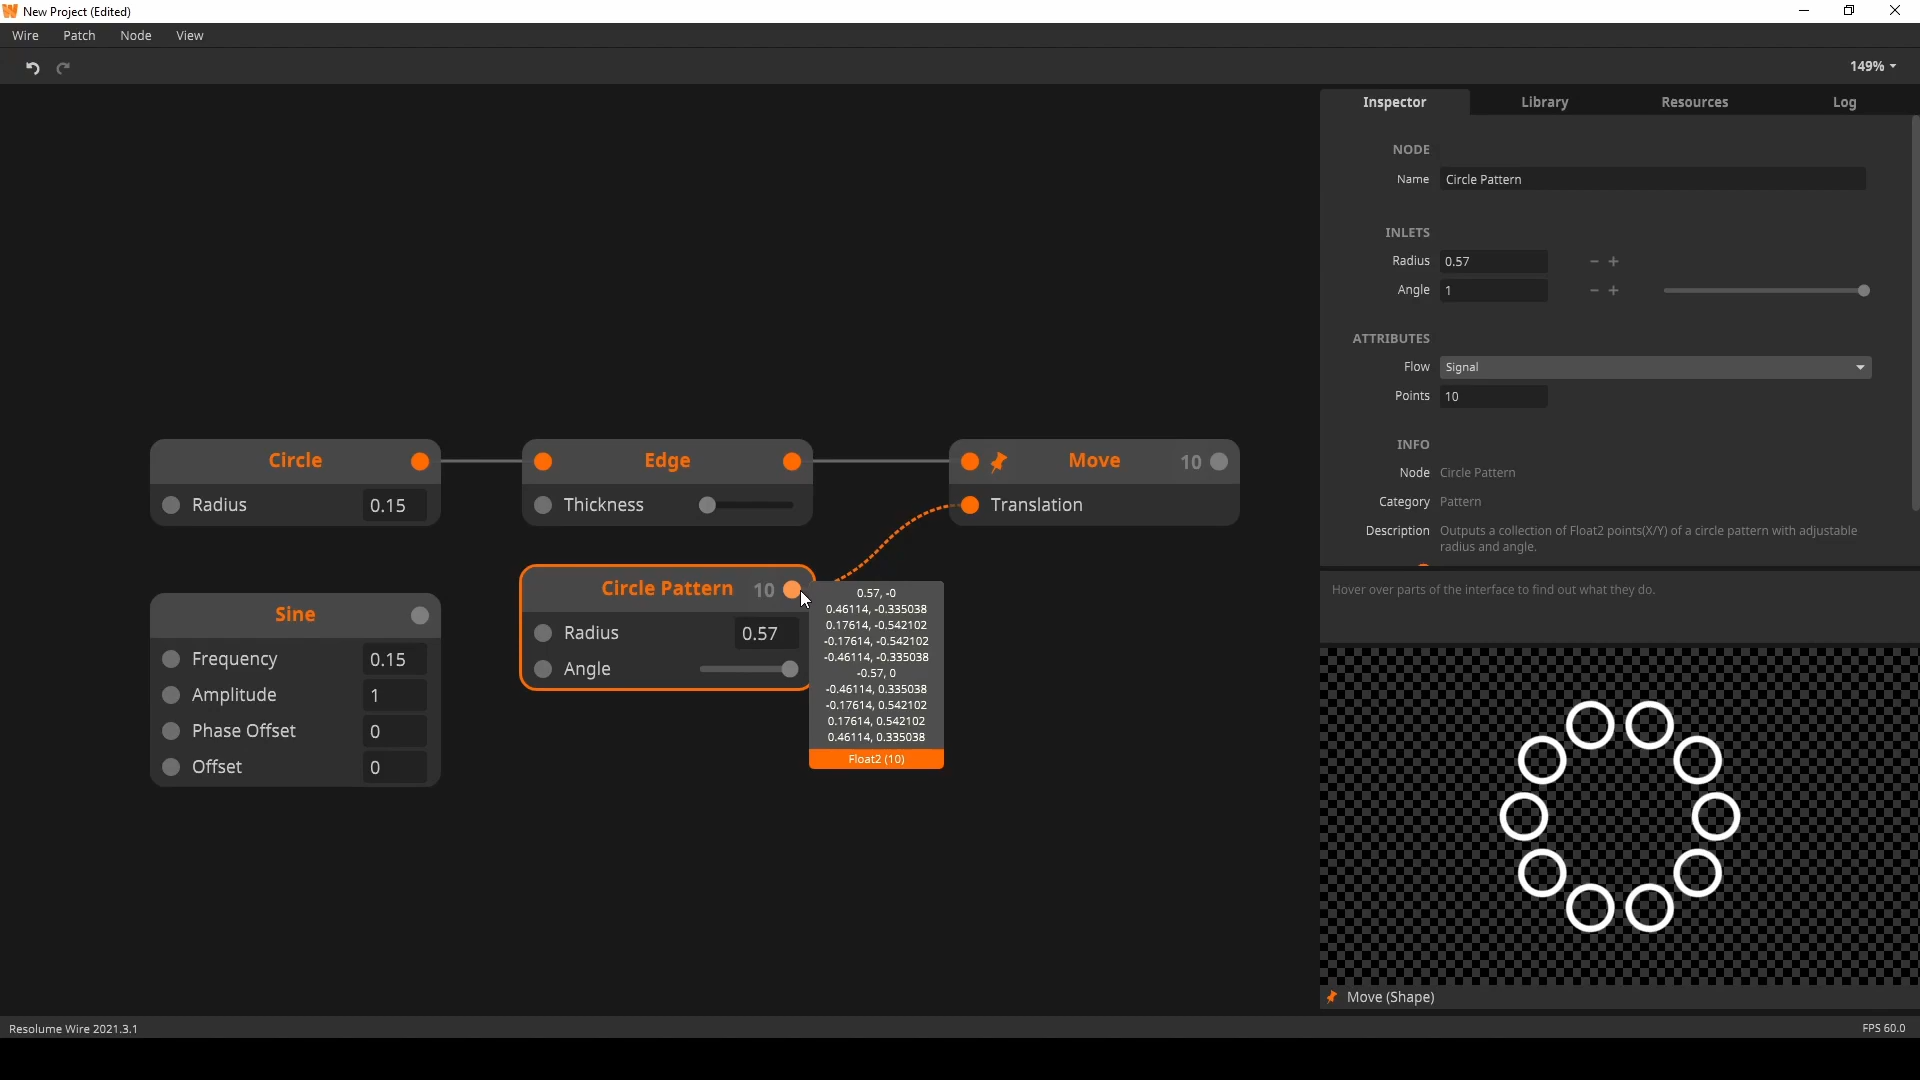 New Project (Edited)
Wire Patch Node View
149%
Inspector Library Resources Log
NODE
Name Circle Pattern
INLETS
Radius 0.57 − +
Angle 1 − +
ATTRIBUTES
Flow Signal
Points 10
INFO
Node Circle Pattern
Category Pattern
Description Outputs a collection of Float2 points(X/Y) of a circle pattern with adjustable
radius and angle.
Hover over parts of the interface to find out what they do.
Move (Shape)
Circle
Radius 0.15
Edge
Thickness
Move 10
Translation
Circle Pattern 10
Radius 0.57
Angle
Sine
Frequency 0.15
Amplitude 1
Phase Offset 0
Offset 0
0.57, -0
0.46114, -0.335038
0.17614, -0.542102
-0.17614, -0.542102
-0.46114, -0.335038
-0.57, 0
-0.46114, 0.335038
-0.17614, 0.542102
0.17614, 0.542102
0.46114, 0.335038
Float2 (10)
Resolume Wire 2021.3.1
FPS 60.0